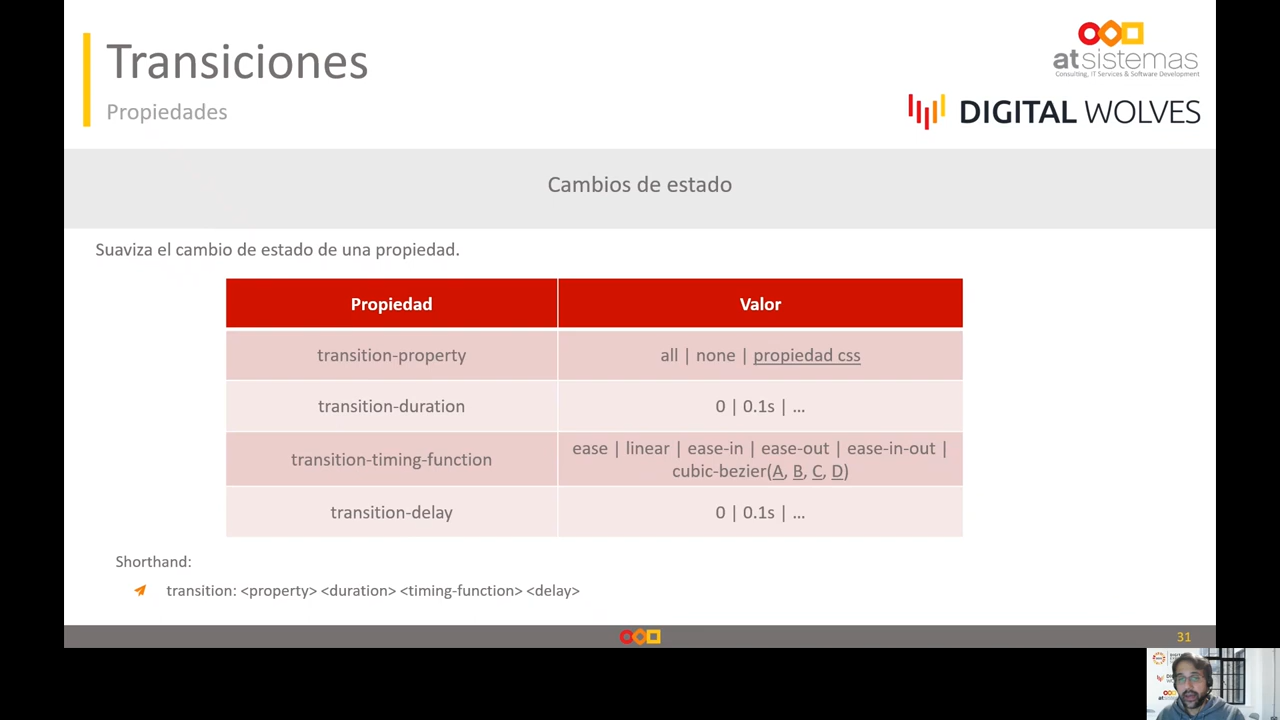 Transiciones
Propiedades
atsistemas
Consulting, IT Services & Software Development
DIGITAL WOLVES
Cambios de estado
Suaviza el cambio de estado de una propiedad.
Propiedad Valor
transition-property all | none | propiedad css
transition-duration 0 | 0.1s | ...
transition-timing-function ease | linear | ease-in | ease-out | ease-in-out |
cubic-bezier(A, B, C, D)
transition-delay 0 | 0.1s | ...
Shorthand:
transition: <property> <duration> <timing-function> <delay>
31